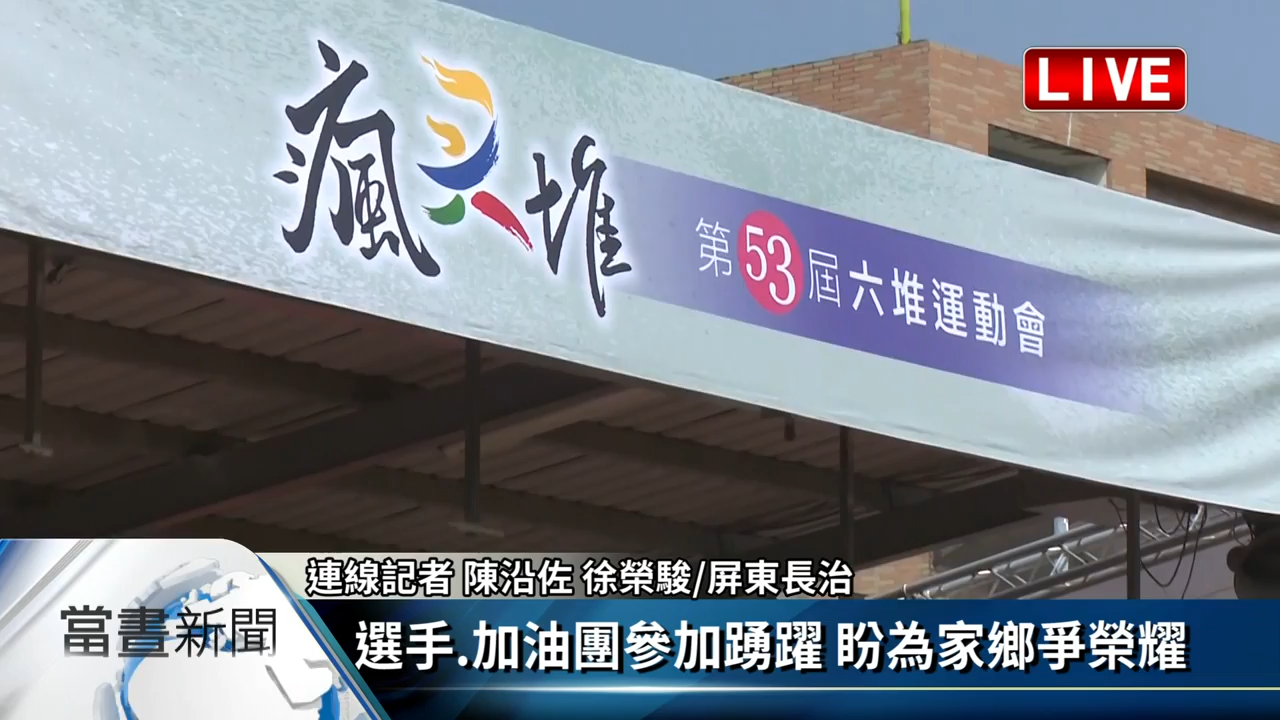 LIVE
瘋六堆
第53屆六堆運動會
連線記者 陳沿佐 徐榮駿/屏東長治
當晝新聞
選手.加油團參加踴躍 盼為家鄉爭榮耀